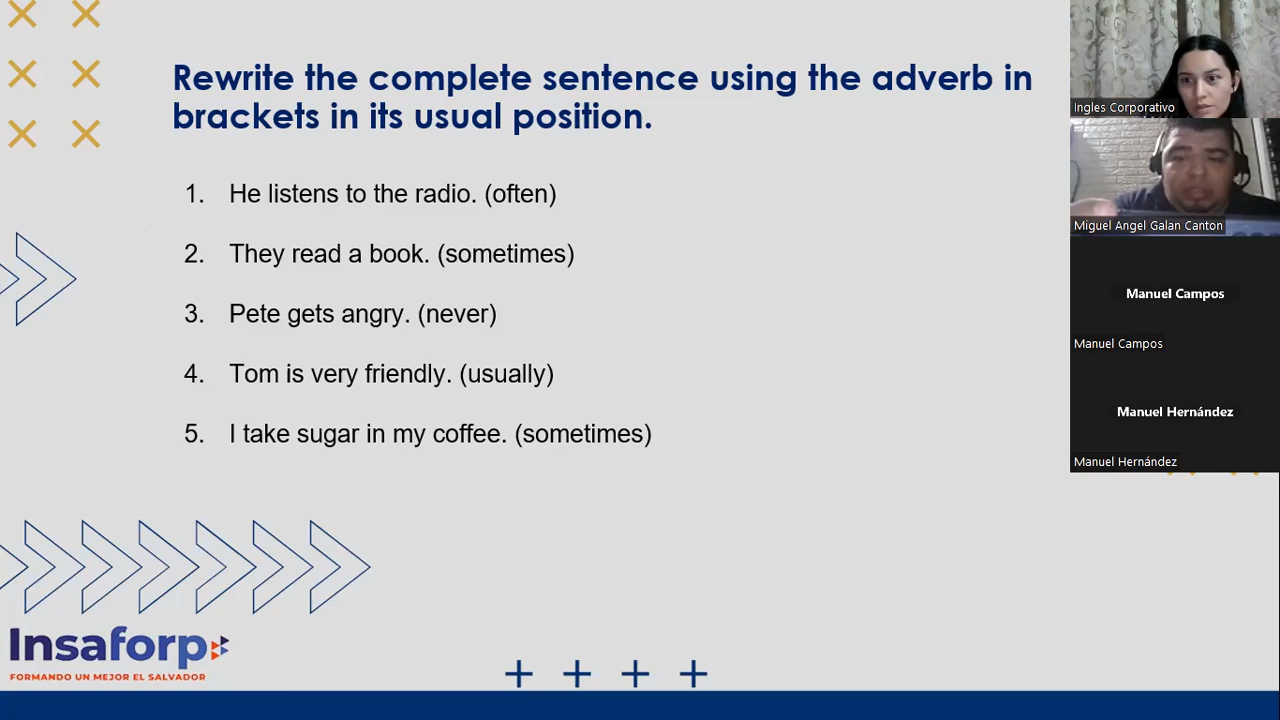 Rewrite the complete sentence using the adverb in
brackets in its usual position.
1. He listens to the radio. (often)
2. They read a book. (sometimes)
3. Pete gets angry. (never)
4. Tom is very friendly. (usually)
5. I take sugar in my coffee. (sometimes)
Insaforp
FORMANDO UN MEJOR EL SALVADOR
Ingles Corporativo
Miguel Angel Galan Canton
Manuel Campos
Manuel Campos
Manuel Hernández
Manuel Hernández